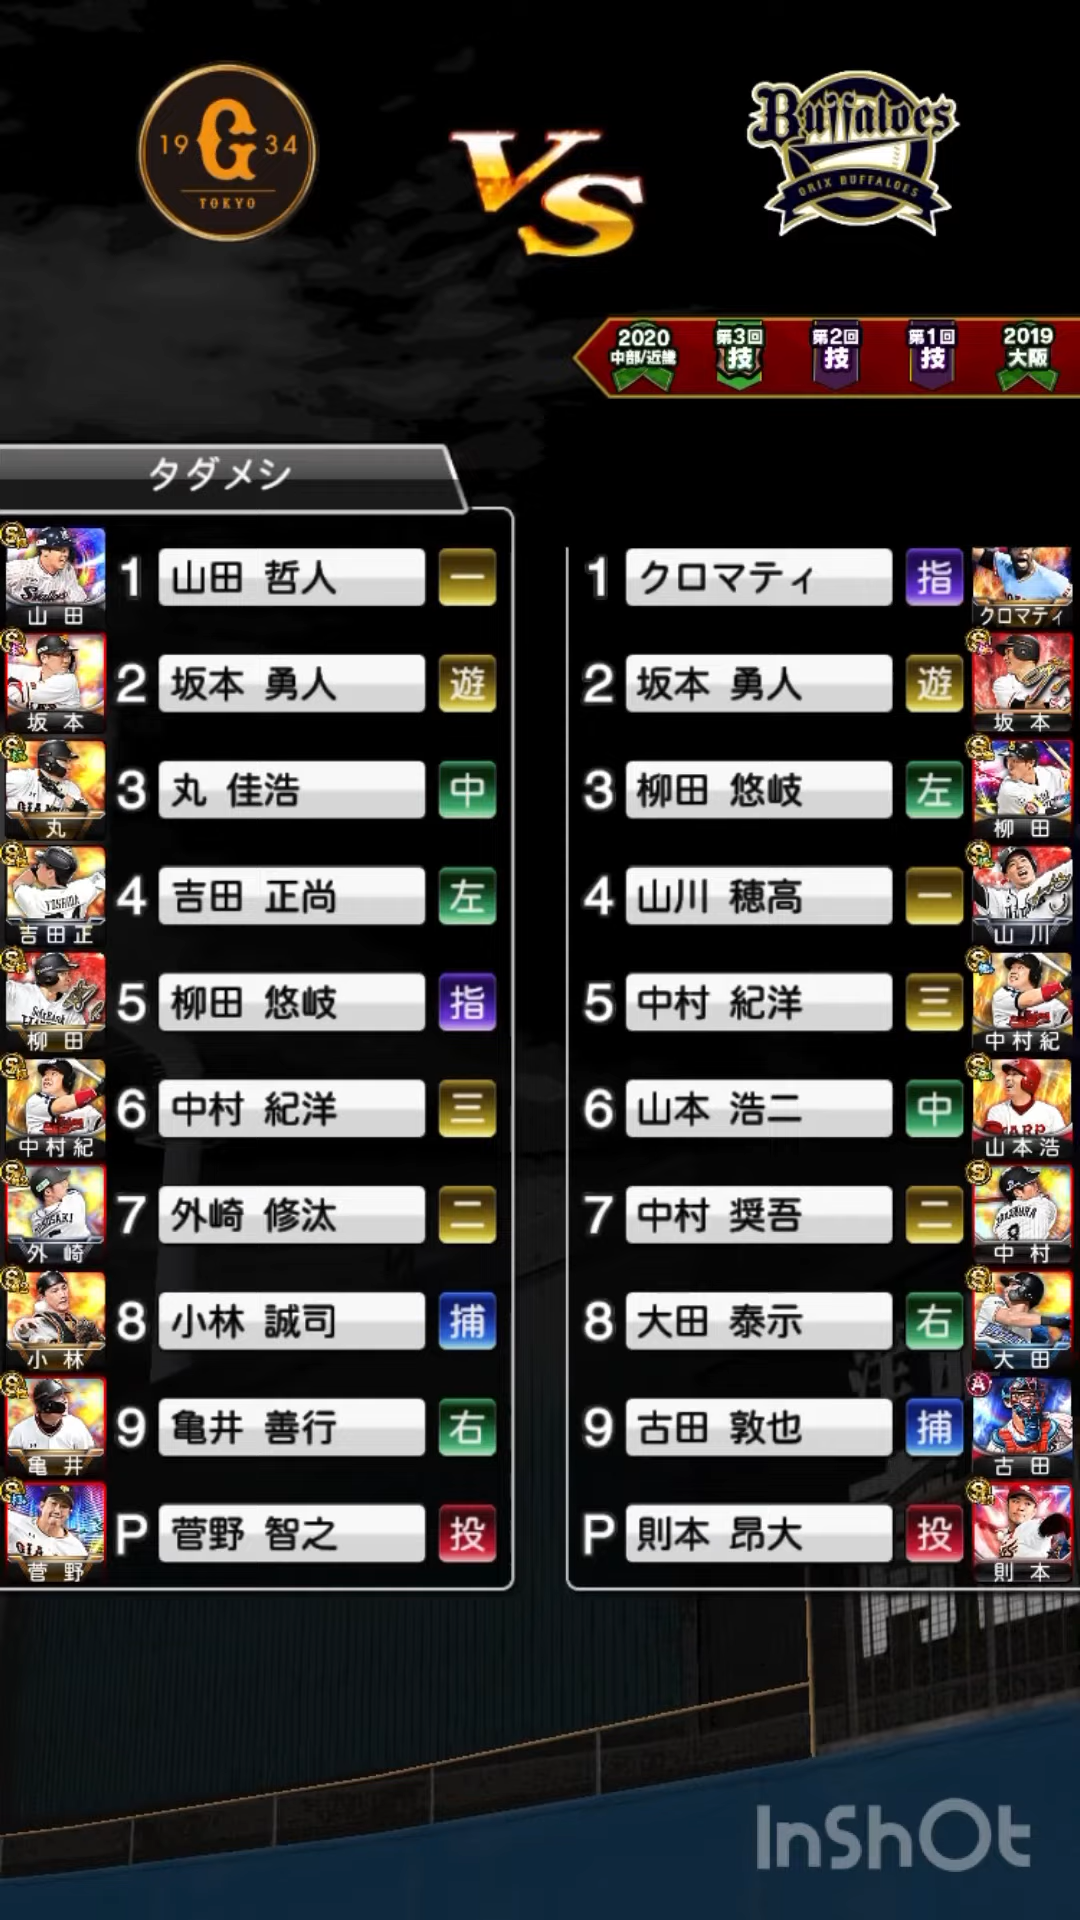 19 G 34
TOKYO
VS
Buffaloes
ORIX BUFFALOES
2020
中部/近畿
第3回
技
第2回
技
第1回
技
2019
大阪
タダメシ
山田 1 山田 哲人 一
坂本 2 坂本 勇人 遊
丸 3 丸 佳浩 中
吉田正 4 吉田 正尚 左
柳田 5 柳田 悠岐 指
中村紀 6 中村 紀洋 三
外崎 7 外崎 修汰 二
小林 8 小林 誠司 捕
亀井 9 亀井 善行 右
菅野 P 菅野 智之 投
1 クロマティ 指 クロマティ
2 坂本 勇人 遊 坂本
3 柳田 悠岐 左 柳田
4 山川 穂高 一 山川
5 中村 紀洋 三 中村紀
6 山本 浩二 中 山本浩
7 中村 奨吾 二 中村
8 大田 泰示 右 大田
9 古田 敦也 捕 古田
P 則本 昂大 投 則本
InShOt